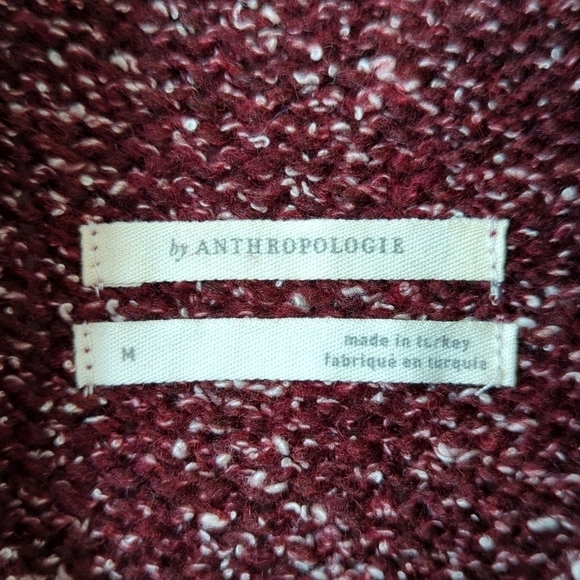 by ANTHROPOLOGIE
M
made in turkey
fabriqué en turquie